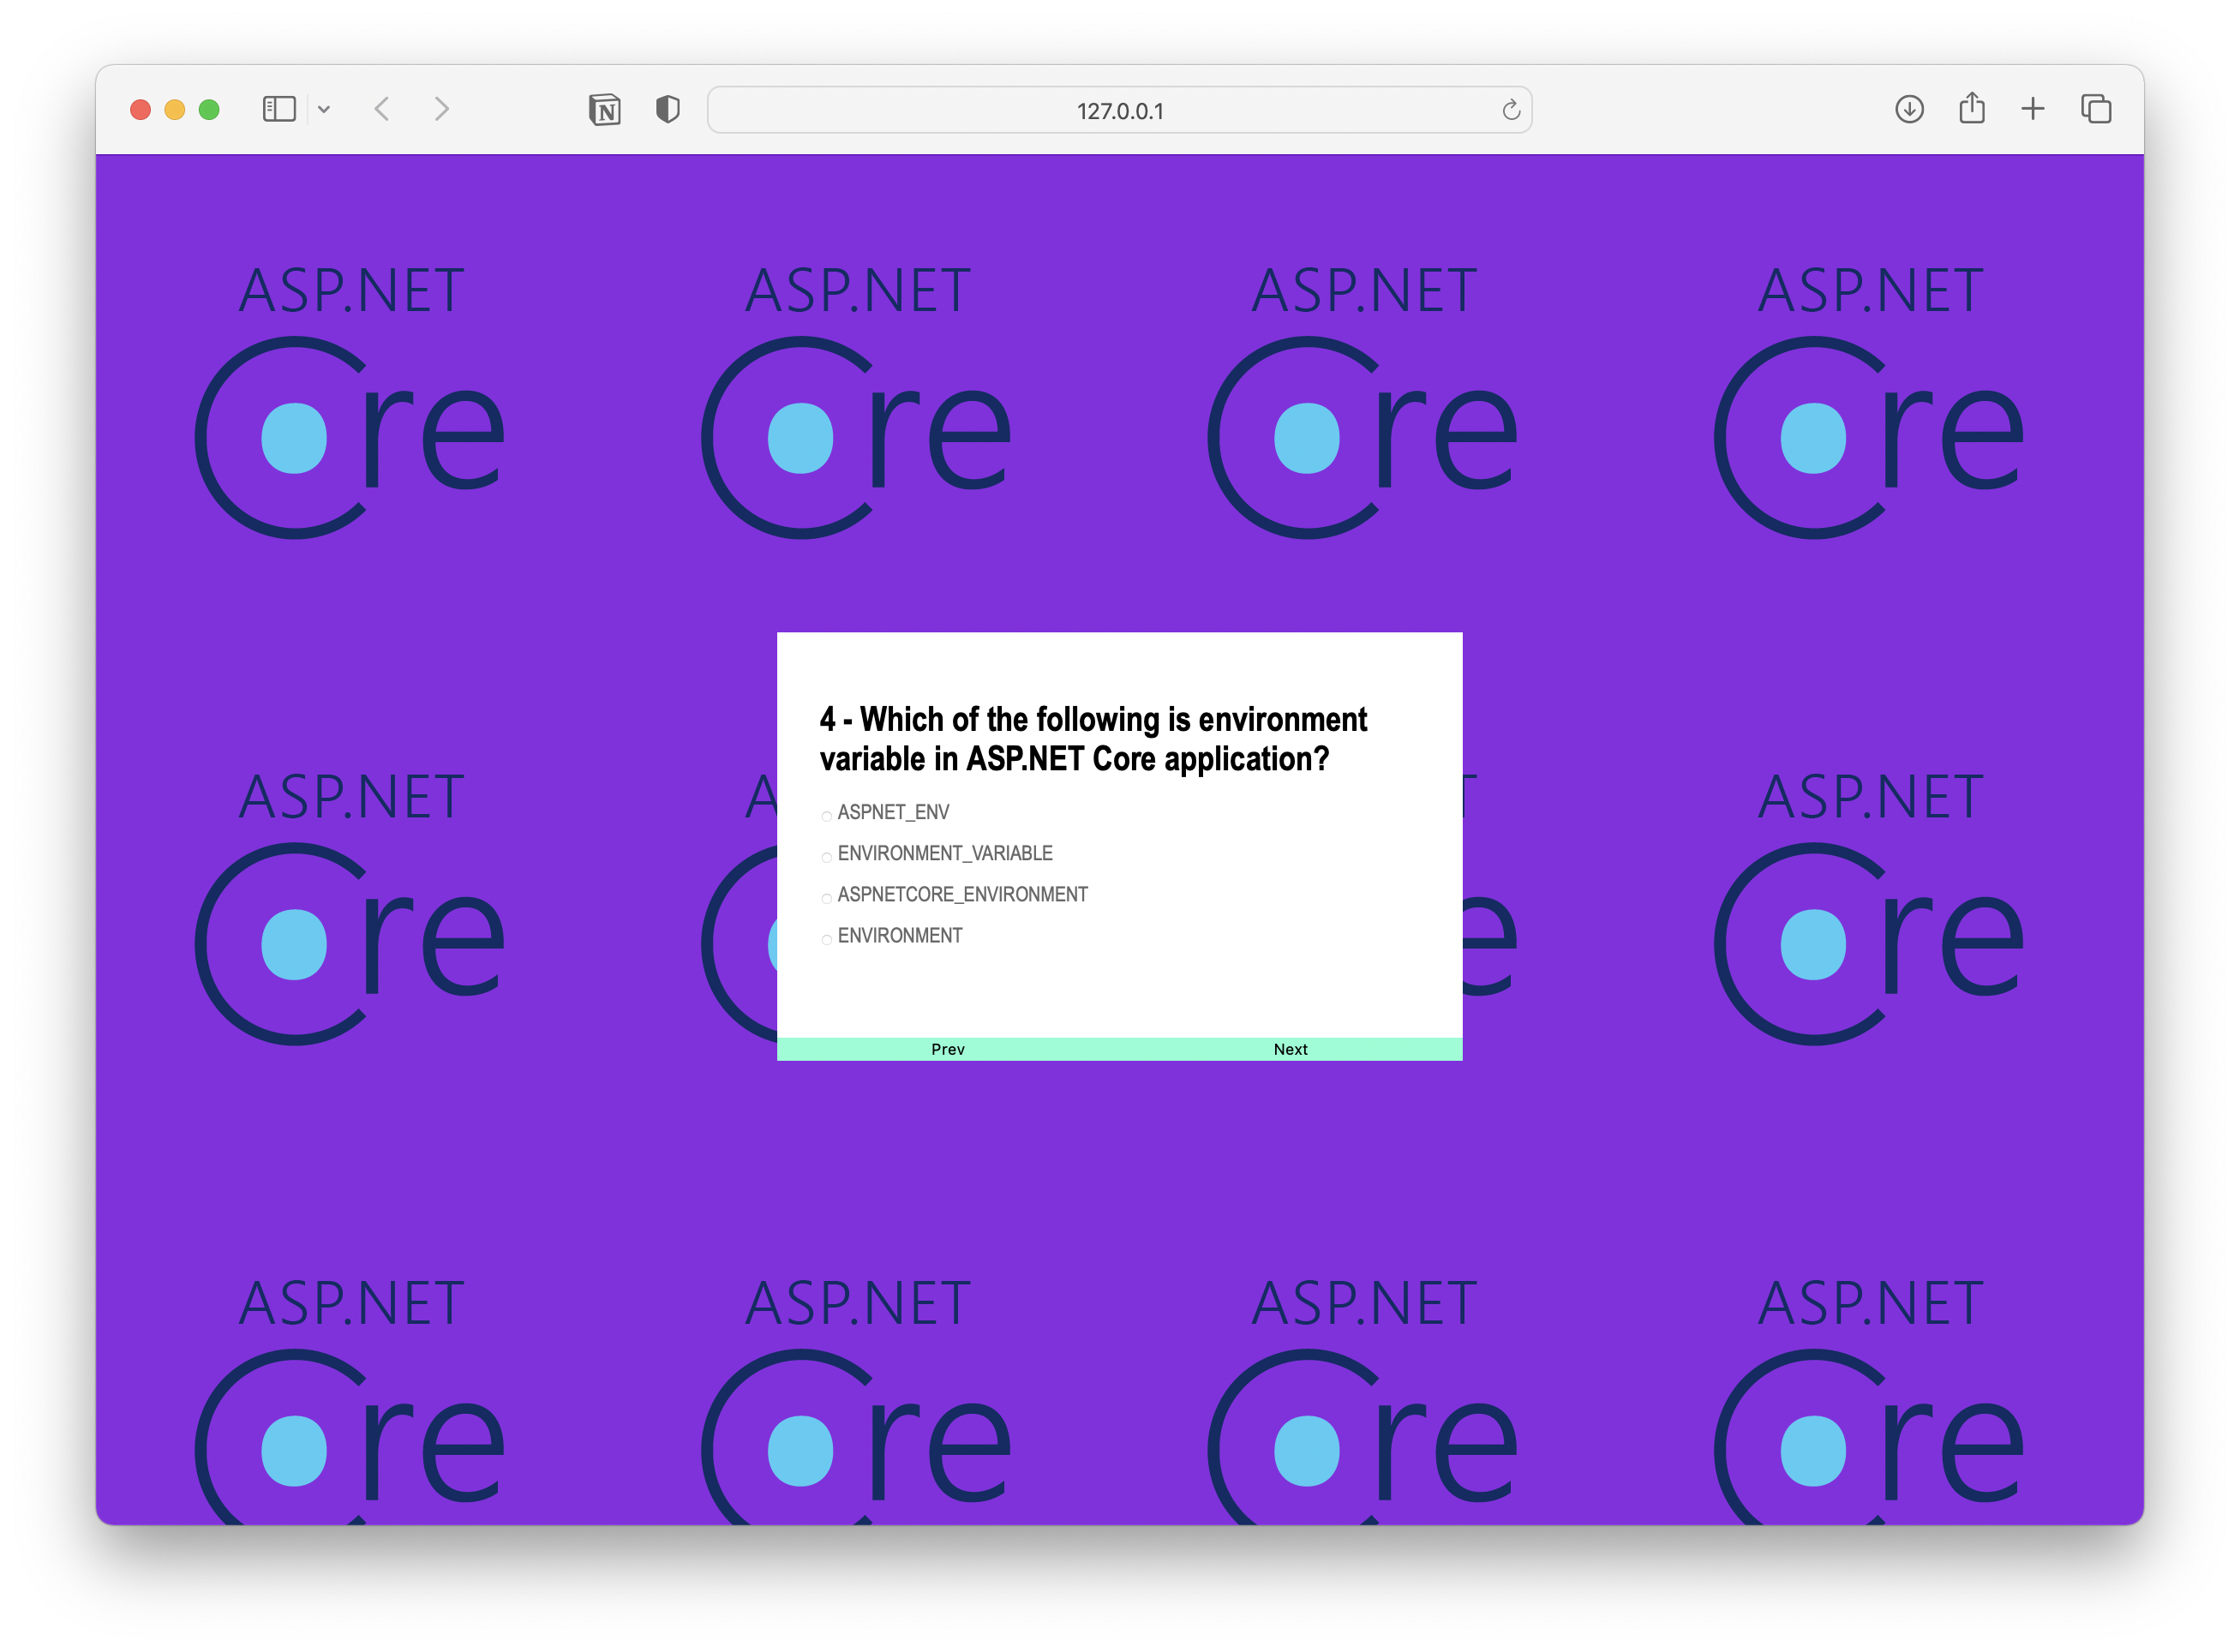 127.0.0.1
ASP.NET ASP.NET ASP.NET ASP.NET
Core Core Core Core
4 - Which of the following is environment
variable in ASP.NET Core application?
ASPNET_ENV
ENVIRONMENT_VARIABLE
ASPNETCORE_ENVIRONMENT
ENVIRONMENT
Prev Next
ASP.NET A T ASP.NET
Core C e Core
ASP.NET ASP.NET ASP.NET ASP.NET
Core Core Core Core